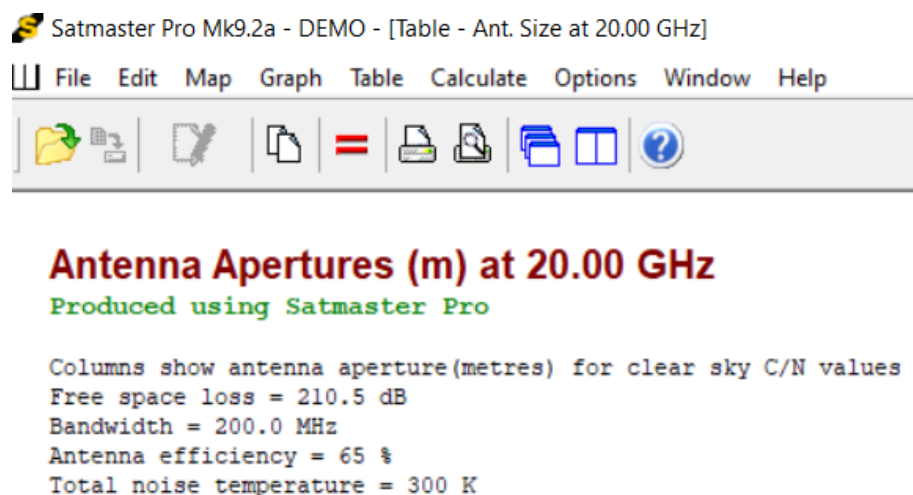 Satmaster Pro Mk9.2a - DEMO - [Table - Ant. Size at 20.00 GHz]
File Edit Map Graph Table Calculate Options Window Help
Antenna Apertures (m) at 20.00 GHz
Produced using Satmaster Pro
Columns show antenna aperture(metres) for clear sky C/N values
Free space loss = 210.5 dB
Bandwidth = 200.0 MHz
Antenna efficiency = 65 %
Total noise temperature = 300 K